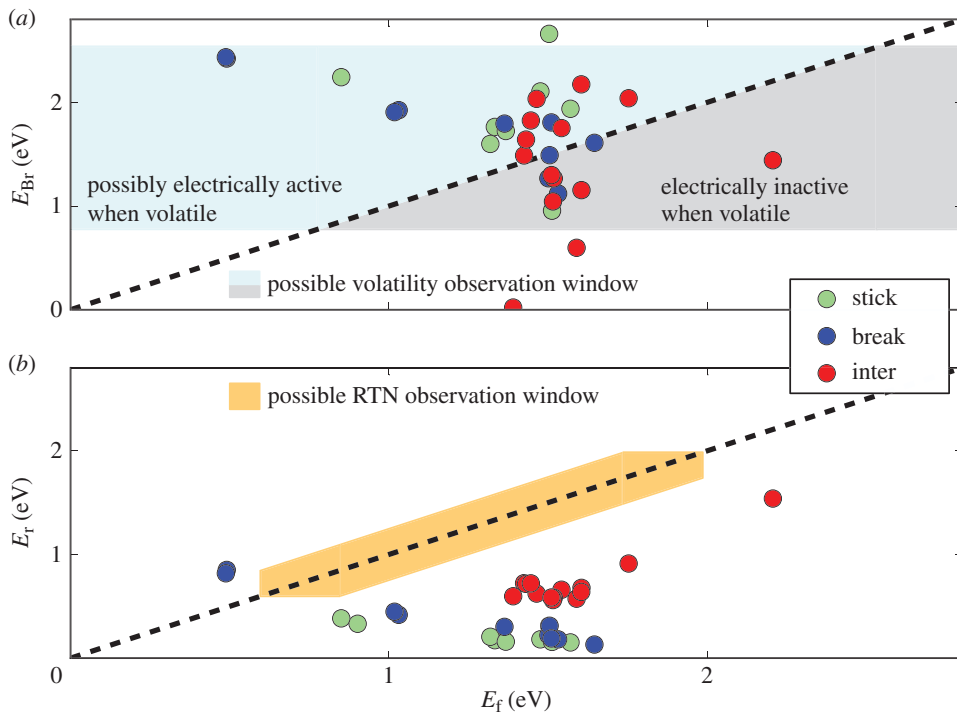 (a)
2
1
0
E_Br (eV)
possibly electrically active
when volatile
electrically inactive
when volatile
possible volatility observation window
stick
break
inter
(b)
possible RTN observation window
2
1
0
E_r (eV)
1
2
E_f (eV)